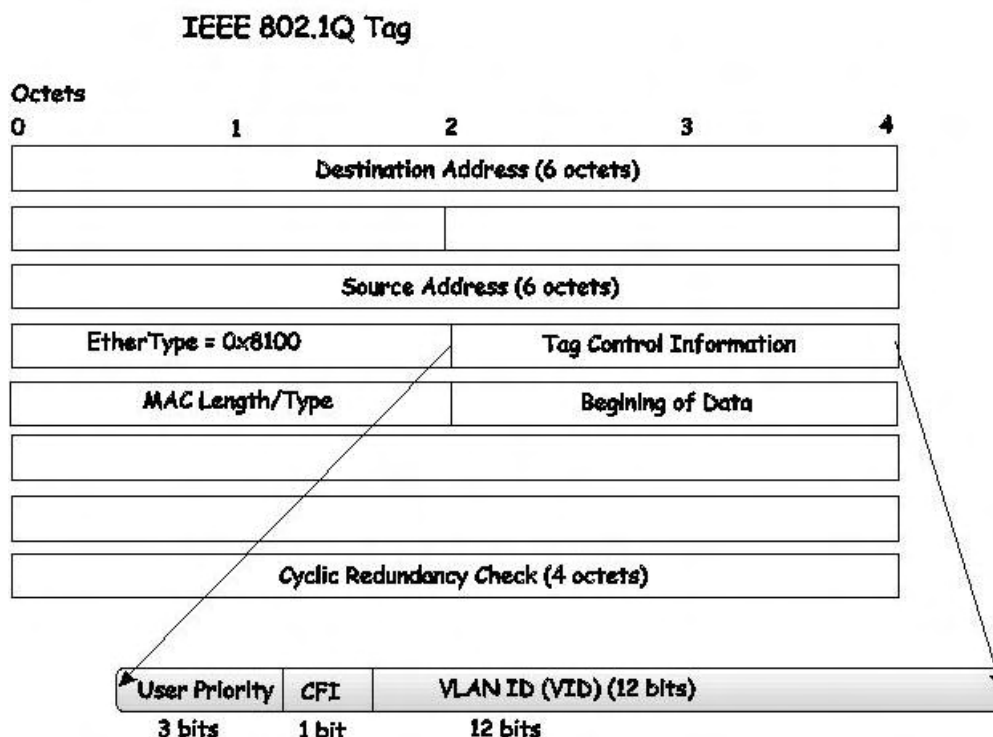 IEEE 802.1Q Tag
Octets
0 1 2 3 4
Destination Address (6 octets)
Source Address (6 octets)
EtherType = 0x8100 Tag Control Information
MAC Length/Type Begining of Data
Cyclic Redundancy Check (4 octets)
User Priority CFI VLAN ID (VID) (12 bits)
3 bits 1 bit 12 bits